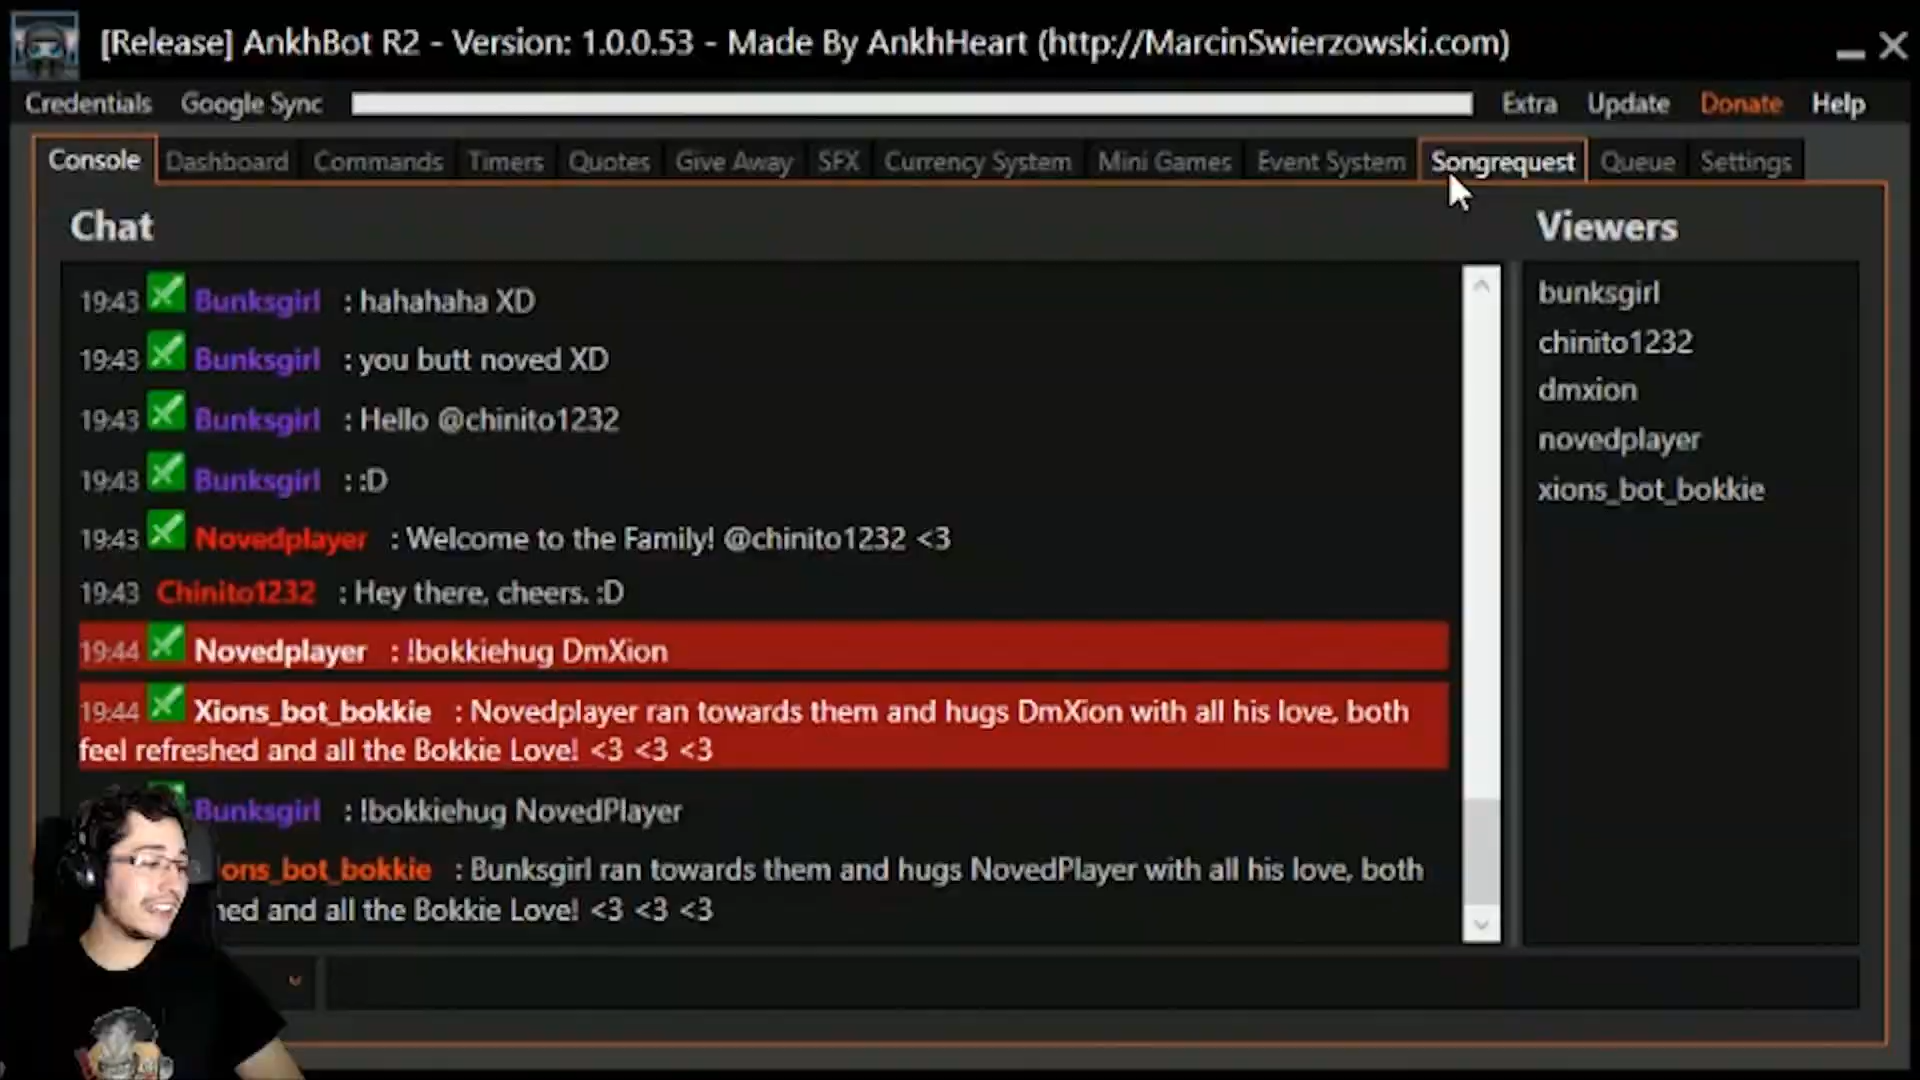 [Release] AnkhBot R2 - Version: 1.0.0.53 - Made By AnkhHeart (http://MarcinSwierzowski.com)
Credentials Google Sync Extra Update Donate Help
Console Dashboard Commands Timers Quotes Give Away SFX Currency System Mini Games Event System Songrequest Queue Settings
Chat
19:43 Bunksgirl : hahahaha XD
19:43 Bunksgirl : you butt noved XD
19:43 Bunksgirl : Hello @chinito1232
19:43 Bunksgirl : :D
19:43 Novedplayer : Welcome to the Family! @chinito1232 <3
19:43 Chinito1232 : Hey there, cheers. :D
19:44 Novedplayer : !bokkiehug DmXion
19:44 Xions_bot_bokkie : Novedplayer ran towards them and hugs DmXion with all his love, both
feel refreshed and all the Bokkie Love! <3 <3 <3
Bunksgirl : !bokkiehug NovedPlayer
ons_bot_bokkie : Bunksgirl ran towards them and hugs NovedPlayer with all his love, both
hed and all the Bokkie Love! <3 <3 <3
Viewers
bunksgirl
chinito1232
dmxion
novedplayer
xions_bot_bokkie